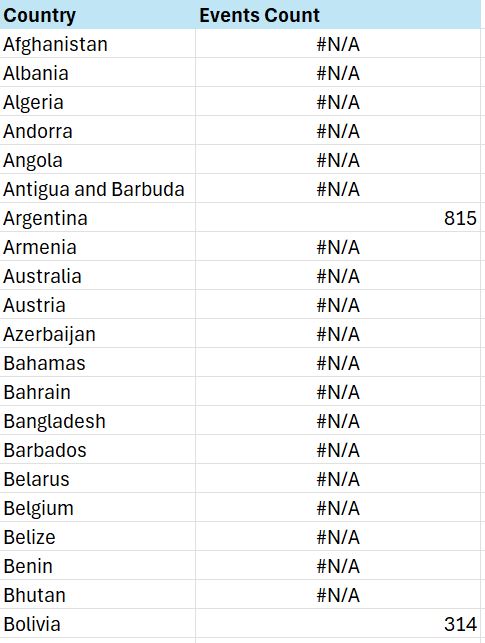 Country Events Count
Afghanistan #N/A
Albania #N/A
Algeria #N/A
Andorra #N/A
Angola #N/A
Antigua and Barbuda #N/A
Argentina 815
Armenia #N/A
Australia #N/A
Austria #N/A
Azerbaijan #N/A
Bahamas #N/A
Bahrain #N/A
Bangladesh #N/A
Barbados #N/A
Belarus #N/A
Belgium #N/A
Belize #N/A
Benin #N/A
Bhutan #N/A
Bolivia 314